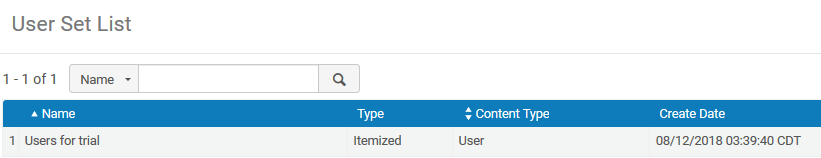 User Set List
1 - 1 of 1 Name
Name Type Content Type Create Date
1 Users for trial Itemized User 08/12/2018 03:39:40 CDT